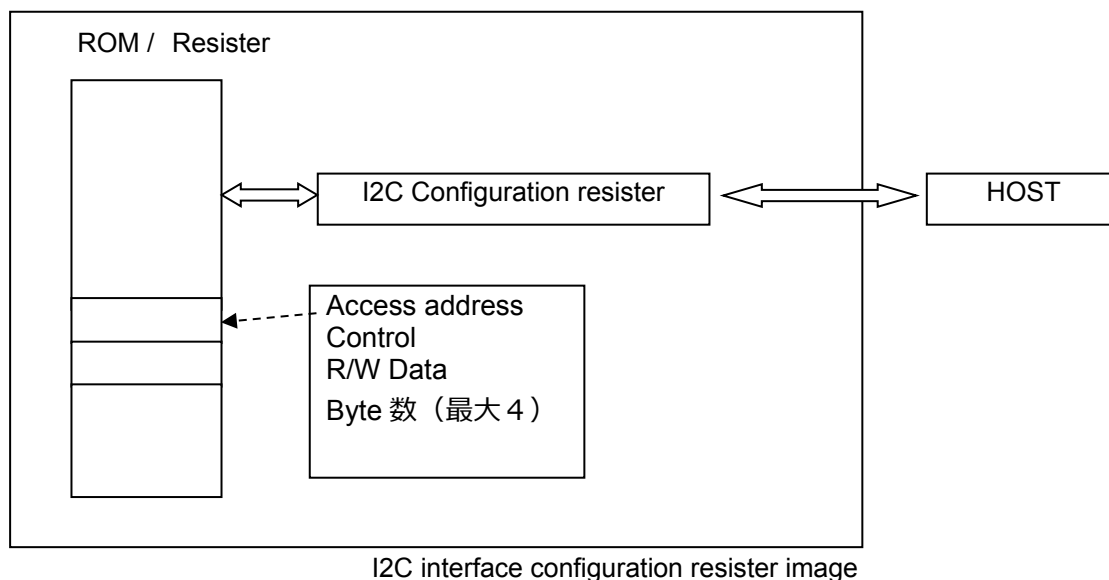 ROM / Resister
I2C Configuration resister
HOST
Access address
Control
R/W Data
Byte 数（最大４）
I2C interface configuration resister image